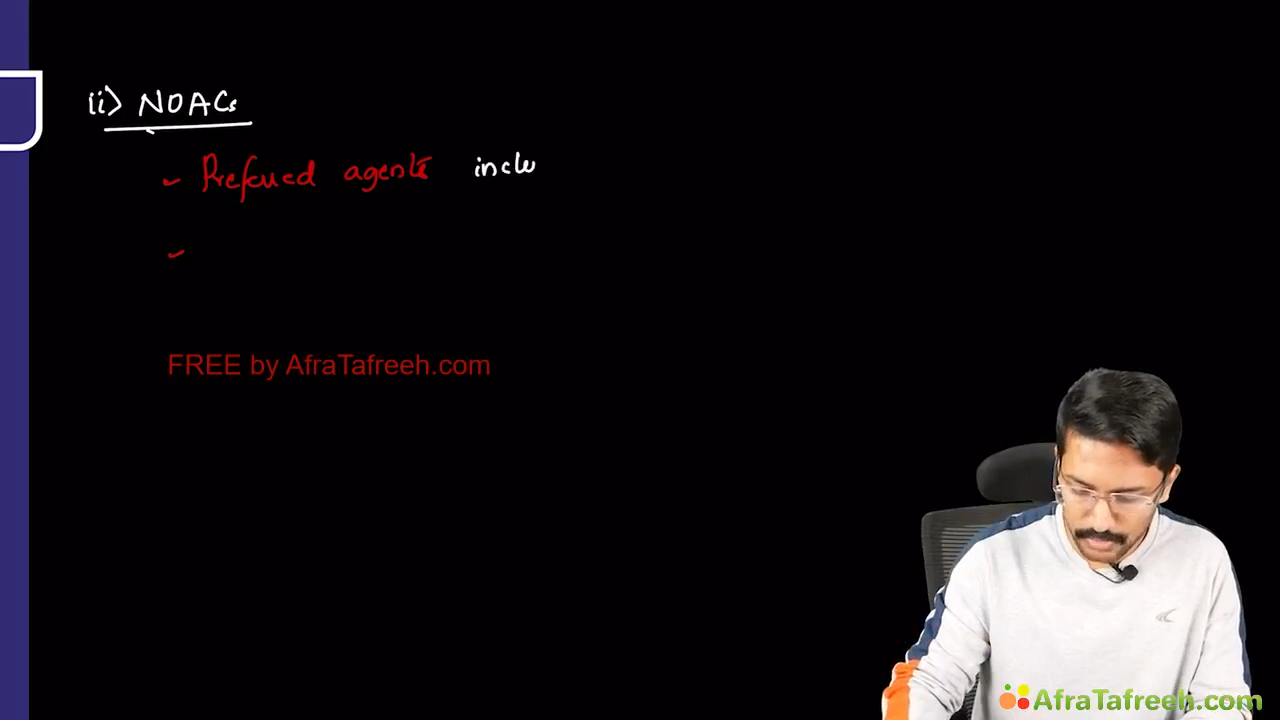 (ii) NOACs
Preferred agents inclu
FREE by AfraTafreeh.com
AfraTafreeh.com